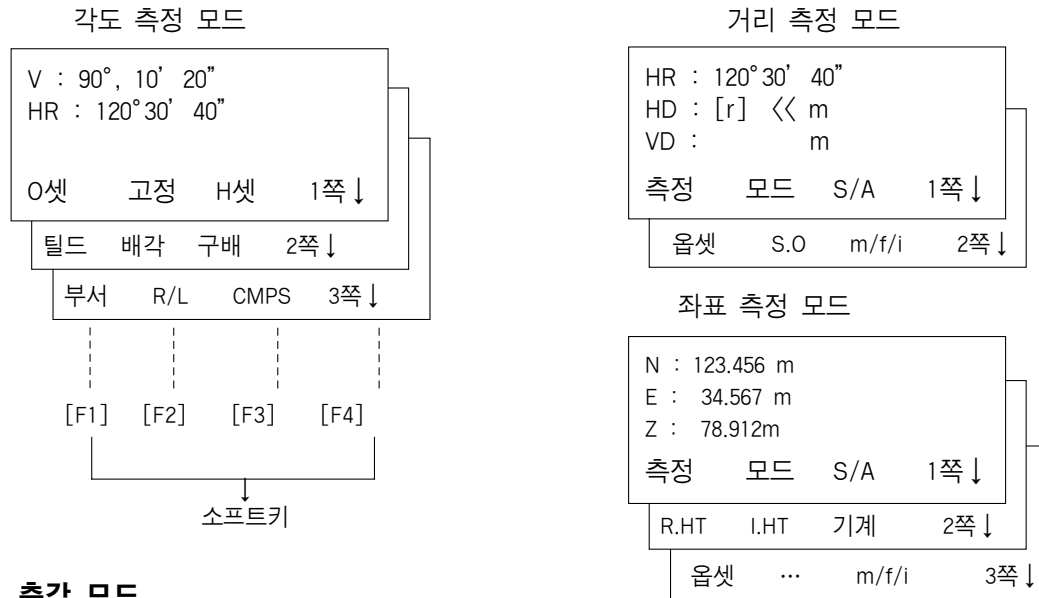 각도 측정 모드
V : 90°, 10′ 20″
HR : 120°30′ 40″
0셋 고정 H셋 1쪽↓
틸드 배각 구배 2쪽↓
부서 R/L CMPS 3쪽↓
[F1] [F2] [F3] [F4]
소프트키
측각 모드
거리 측정 모드
HR : 120°30′ 40″
HD : [r] << m
VD : m
측정 모드 S/A 1쪽↓
옵셋 S.O m/f/i 2쪽↓
좌표 측정 모드
N : 123.456 m
E : 34.567 m
Z : 78.912m
측정 모드 S/A 1쪽↓
R.HT I.HT 기계 2쪽↓
옵셋 … m/f/i 3쪽↓